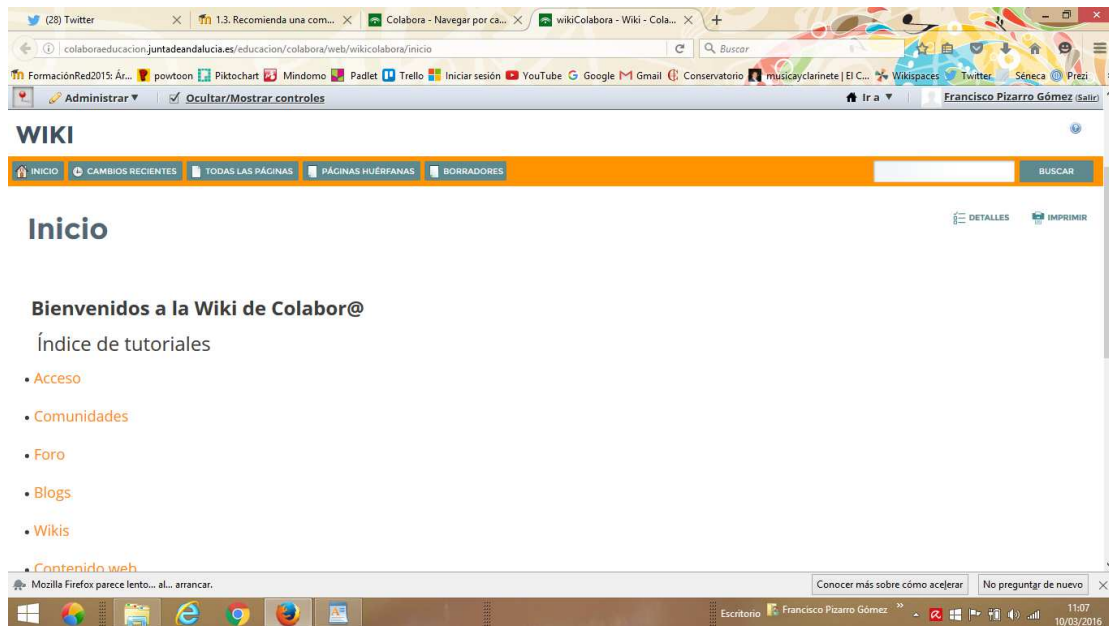 (28) Twitter
1.3. Recomienda una com...
Colabora - Navegar por ca...
wikiColabora - Wiki - Cola...
colaboraeducacion.juntadeandalucia.es/educacion/colabora/web/wikicolabora/inicio
Buscar
FormaciónRed2015: Ár... powtoon Piktochart Mindomo Padlet Trello Iniciar sesión YouTube Google Gmail Conservatorio musicayclarinete | El C... Wikispaces Twitter Séneca Prezi
Administrar ▼ Ocultar/Mostrar controles Ir a ▼ Francisco Pizarro Gómez (Salir)
WIKI
INICIO CAMBIOS RECIENTES TODAS LAS PÁGINAS PÁGINAS HUÉRFANAS BORRADORES BUSCAR
Inicio
DETALLES IMPRIMIR
Bienvenidos a la Wiki de Colabor@
Índice de tutoriales
• Acceso
• Comunidades
• Foro
• Blogs
• Wikis
• Contenido web
Mozilla Firefox parece lento... al... arrancar. Conocer más sobre cómo acelerar No preguntar de nuevo
Escritorio Francisco Pizarro Gómez » 11:07
10/03/2016